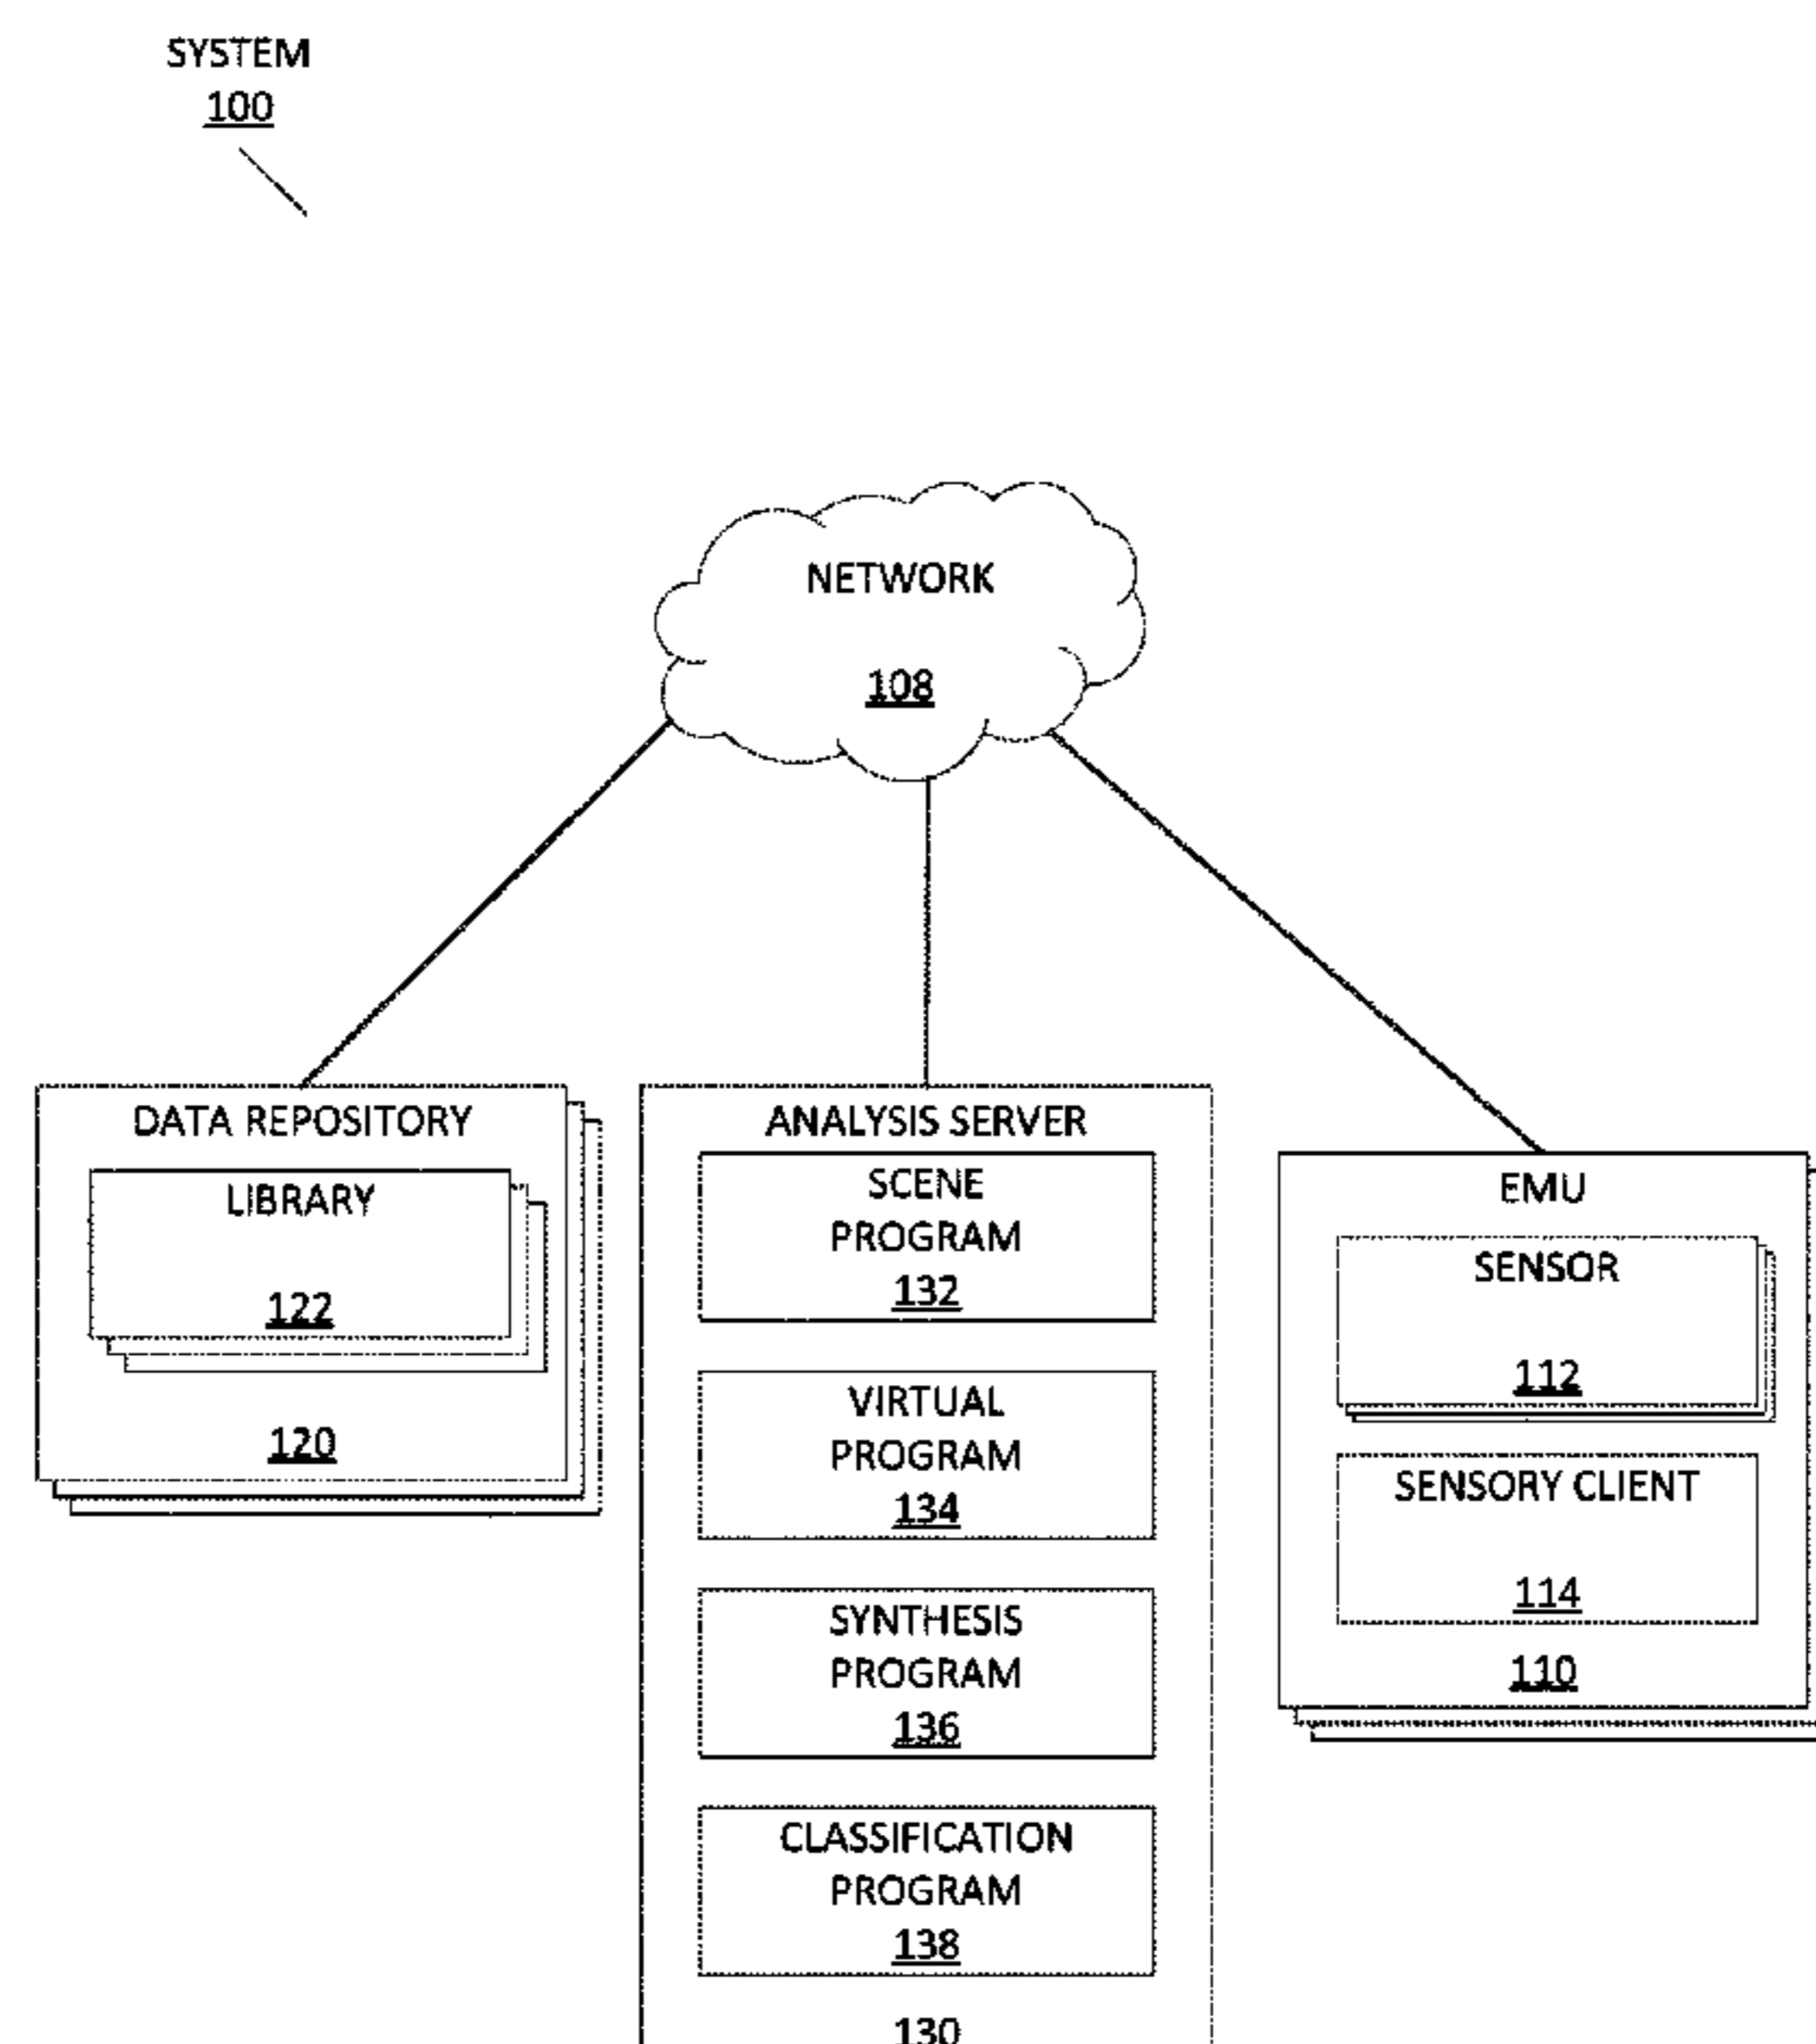 SYSTEM
100
NETWORK
108
DATA REPOSITORY
LIBRARY
122
120
ANALYSIS SERVER
SCENE
PROGRAM
132
VIRTUAL
PROGRAM
134
SYNTHESIS
PROGRAM
136
CLASSIFICATION
PROGRAM
138
130
EMU
SENSOR
112
SENSORY CLIENT
114
110